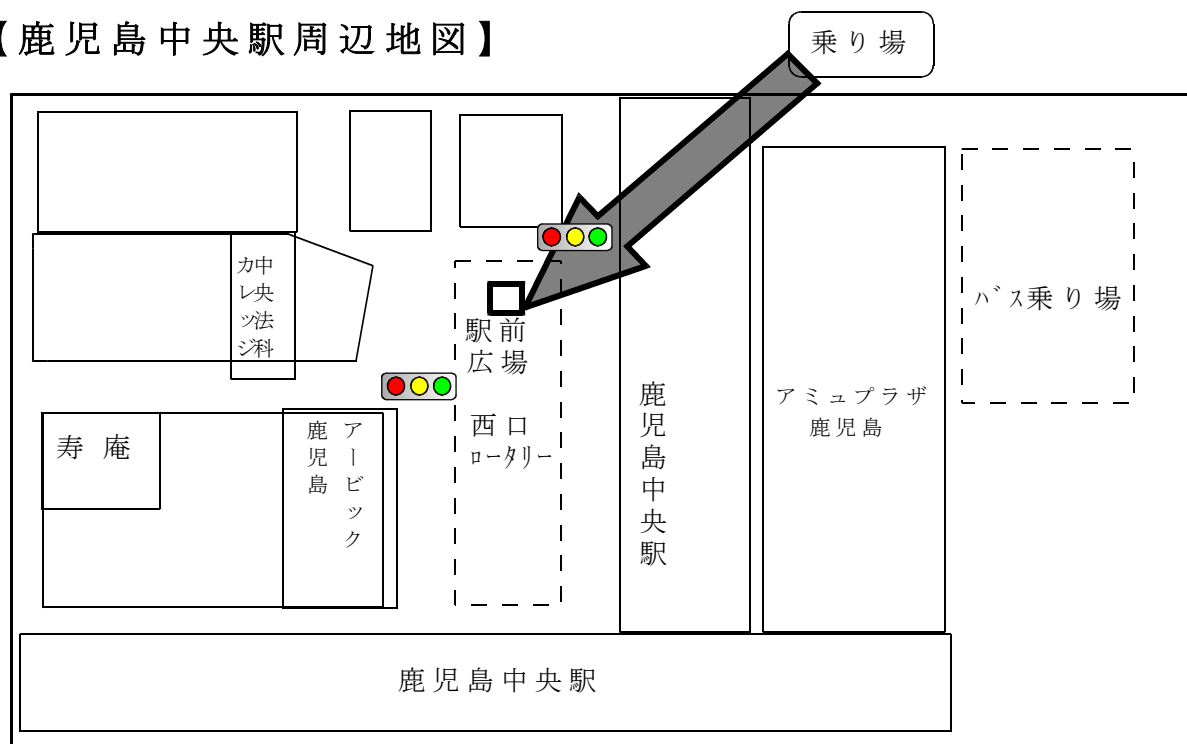 【鹿児島中央駅周辺地図】
乗り場
中央法科
カレッジ
駅前
広場
西口
ロータリー
寿庵
アービック
鹿児島
鹿児島中央駅
アミュプラザ
鹿児島
バス乗り場
鹿児島中央駅